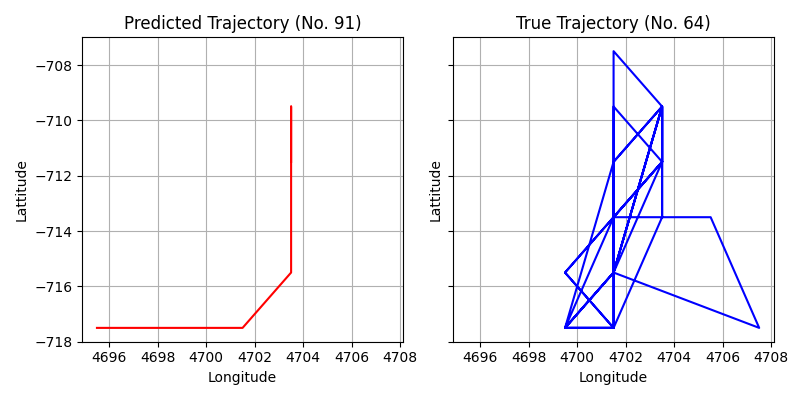 Predicted Trajectory (No. 91)
True Trajectory (No. 64)
−708
−710
−712
−714
−716
−718
Lattitude
Lattitude
4696 4698 4700 4702 4704 4706 4708
4696 4698 4700 4702 4704 4706 4708
Longitude
Longitude